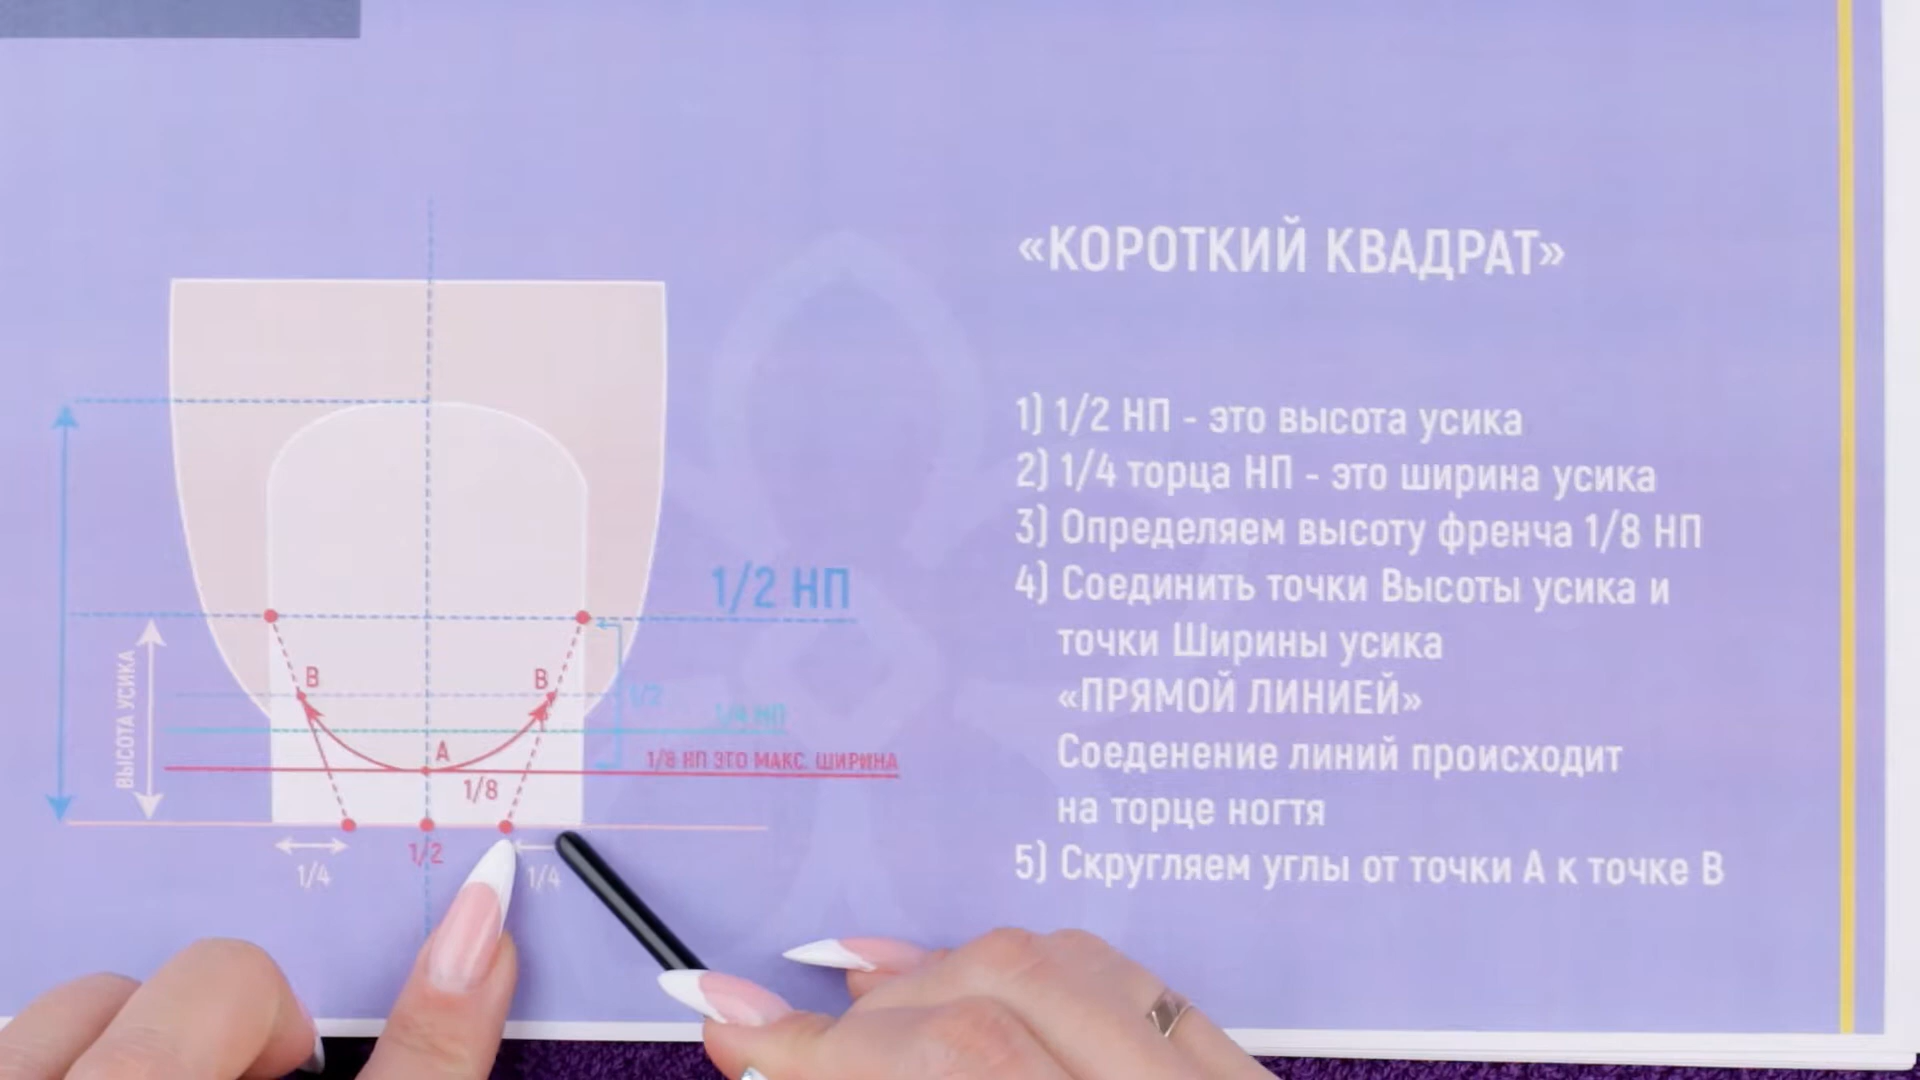 «КОРОТКИЙ КВАДРАТ»
1) 1/2 НП - это высота усика
2) 1/4 торца НП - это ширина усика
3) Определяем высоту френча 1/8 НП
4) Соединить точки Высоты усика и
точки Ширины усика
«ПРЯМОЙ ЛИНИЕЙ»
Соеденение линий происходит
на торце ногтя
5) Скругляем углы от точки А к точке В
1/2 НП
ВЫСОТА УСИКА
В
В
1/2
1/4 НП
А
1/8 НП ЭТО МАКС. ШИРИНА
1/8
1/2
1/4
1/4